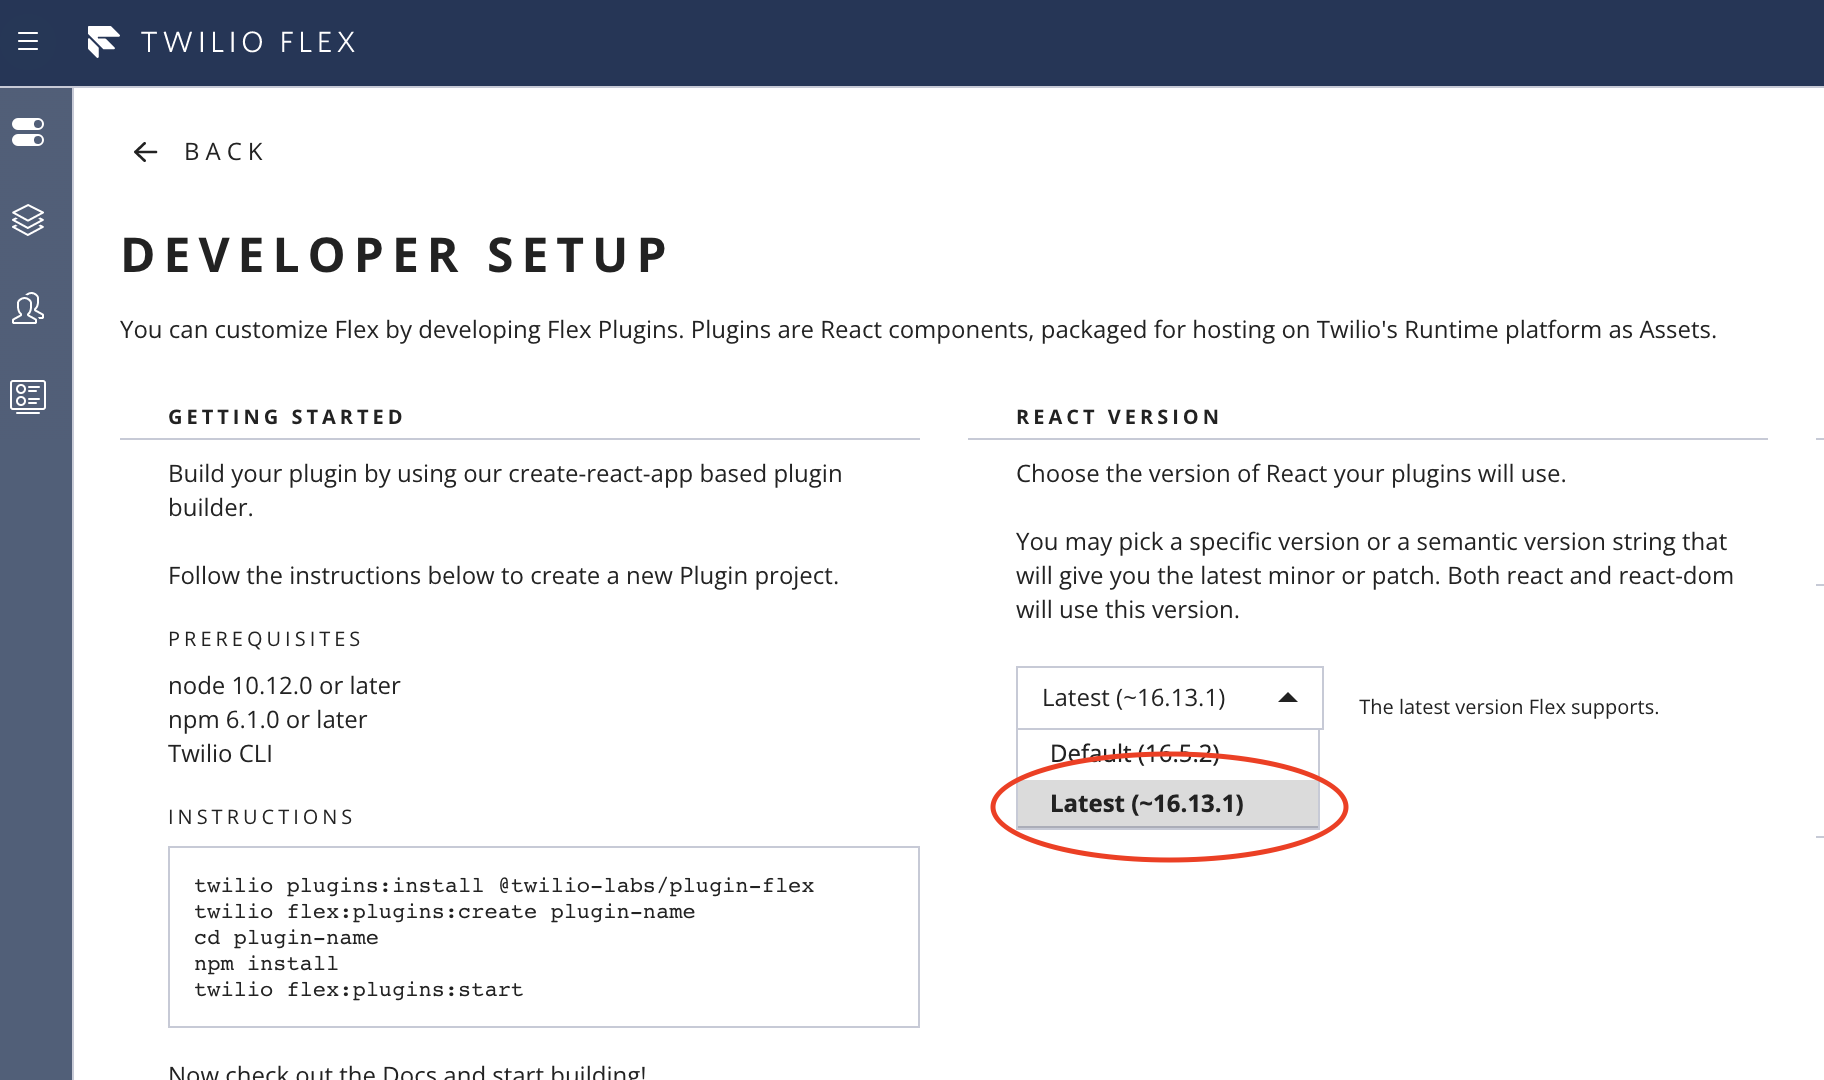 TWILIO FLEX
BACK
DEVELOPER SETUP
You can customize Flex by developing Flex Plugins. Plugins are React components, packaged for hosting on Twilio's Runtime platform as Assets.
GETTING STARTED
Build your plugin by using our create-react-app based plugin
builder.
Follow the instructions below to create a new Plugin project.
PREREQUISITES
node 10.12.0 or later
npm 6.1.0 or later
Twilio CLI
INSTRUCTIONS
twilio plugins:install @twilio-labs/plugin-flex
twilio flex:plugins:create plugin-name
cd plugin-name
npm install
twilio flex:plugins:start
Now check out the Docs and start building!
REACT VERSION
Choose the version of React your plugins will use.
You may pick a specific version or a semantic version string that
will give you the latest minor or patch. Both react and react-dom
will use this version.
Latest (~16.13.1)
The latest version Flex supports.
Default (16.5.2)
Latest (~16.13.1)